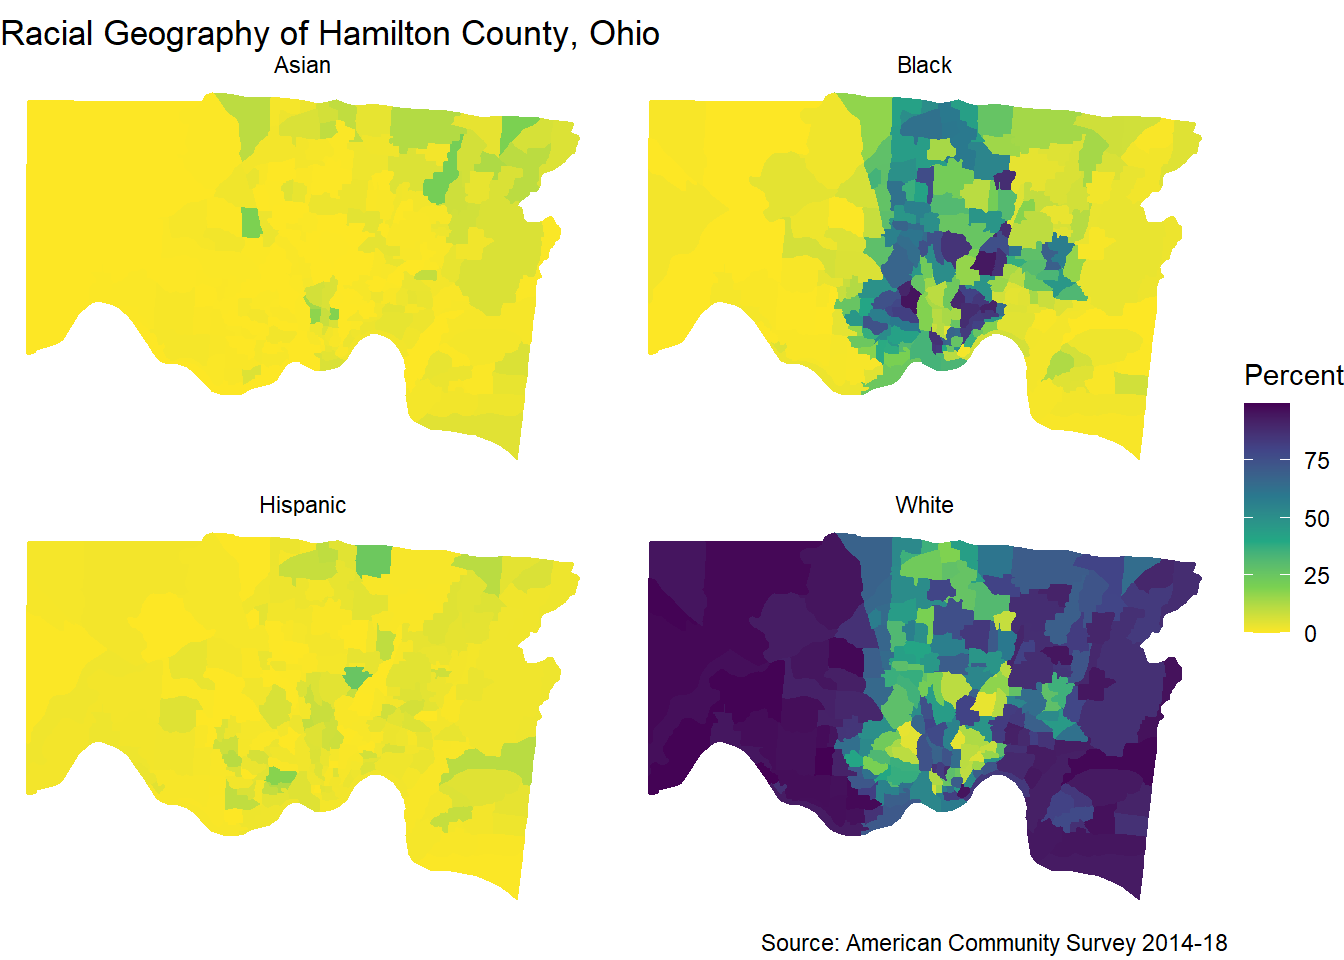 Racial Geography of Hamilton County, Ohio
Asian
Black
Hispanic
White
Percent
75
50
25
0
Source: American Community Survey 2014-18